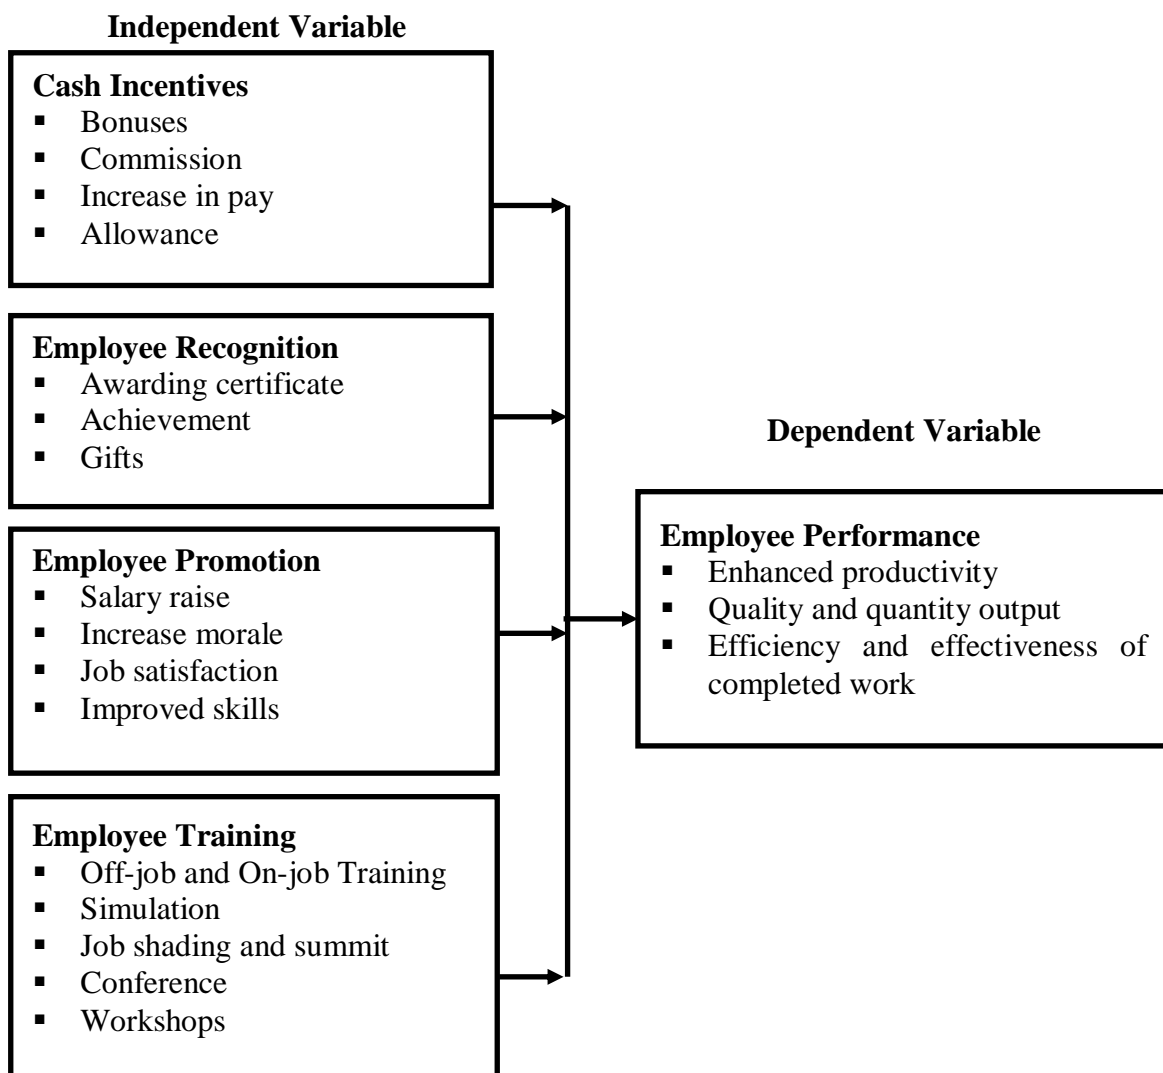 Independent Variable
Cash Incentives
▪ Bonuses
▪ Commission
▪ Increase in pay
▪ Allowance
Employee Recognition
▪ Awarding certificate
▪ Achievement
▪ Gifts
Employee Promotion
▪ Salary raise
▪ Increase morale
▪ Job satisfaction
▪ Improved skills
Employee Training
▪ Off-job and On-job Training
▪ Simulation
▪ Job shading and summit
▪ Conference
▪ Workshops
Dependent Variable
Employee Performance
▪ Enhanced productivity
▪ Quality and quantity output
▪ Efficiency and effectiveness of
completed work